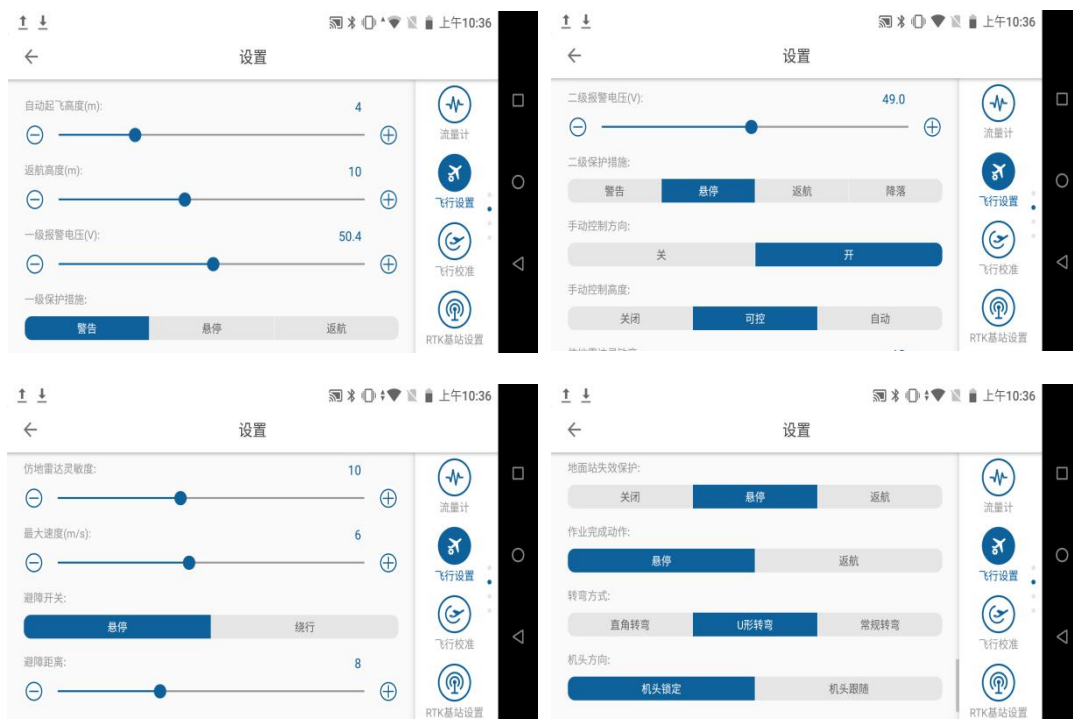 上午10:36
设置
自动起飞高度(m):
4
流量计
返航高度(m):
10
飞行设置
一级报警电压(V):
50.4
飞行校准
一级保护措施:
警告 悬停 返航
RTK基站设置
上午10:36
设置
二级报警电压(V):
49.0
流量计
二级保护措施:
警告 悬停 返航 降落
飞行设置
手动控制方向:
关 开
飞行校准
手动控制高度:
关闭 可控 自动
RTK基站设置
上午10:36
设置
仿地雷达灵敏度:
10
流量计
最大速度(m/s):
6
飞行设置
避障开关:
悬停 绕行
飞行校准
避障距离:
8
RTK基站设置
上午10:36
设置
地面站失效保护:
关闭 悬停 返航
流量计
作业完成动作:
悬停 返航
飞行设置
转弯方式:
直角转弯 U形转弯 常规转弯
飞行校准
机头方向:
机头锁定 机头跟随
RTK基站设置